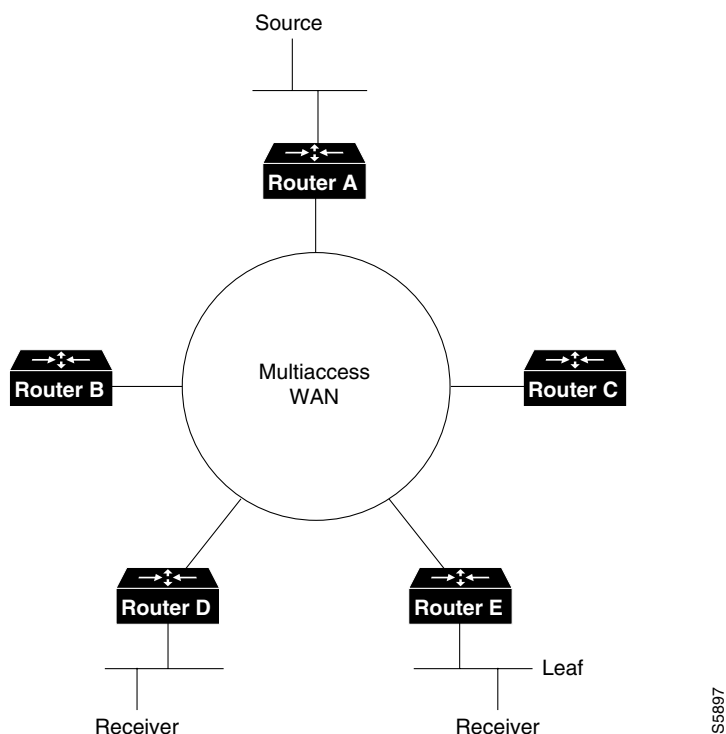 Source
Router A
Multiaccess
WAN
Router B
Router C
Router D
Router E
Leaf
Receiver
Receiver
S5897